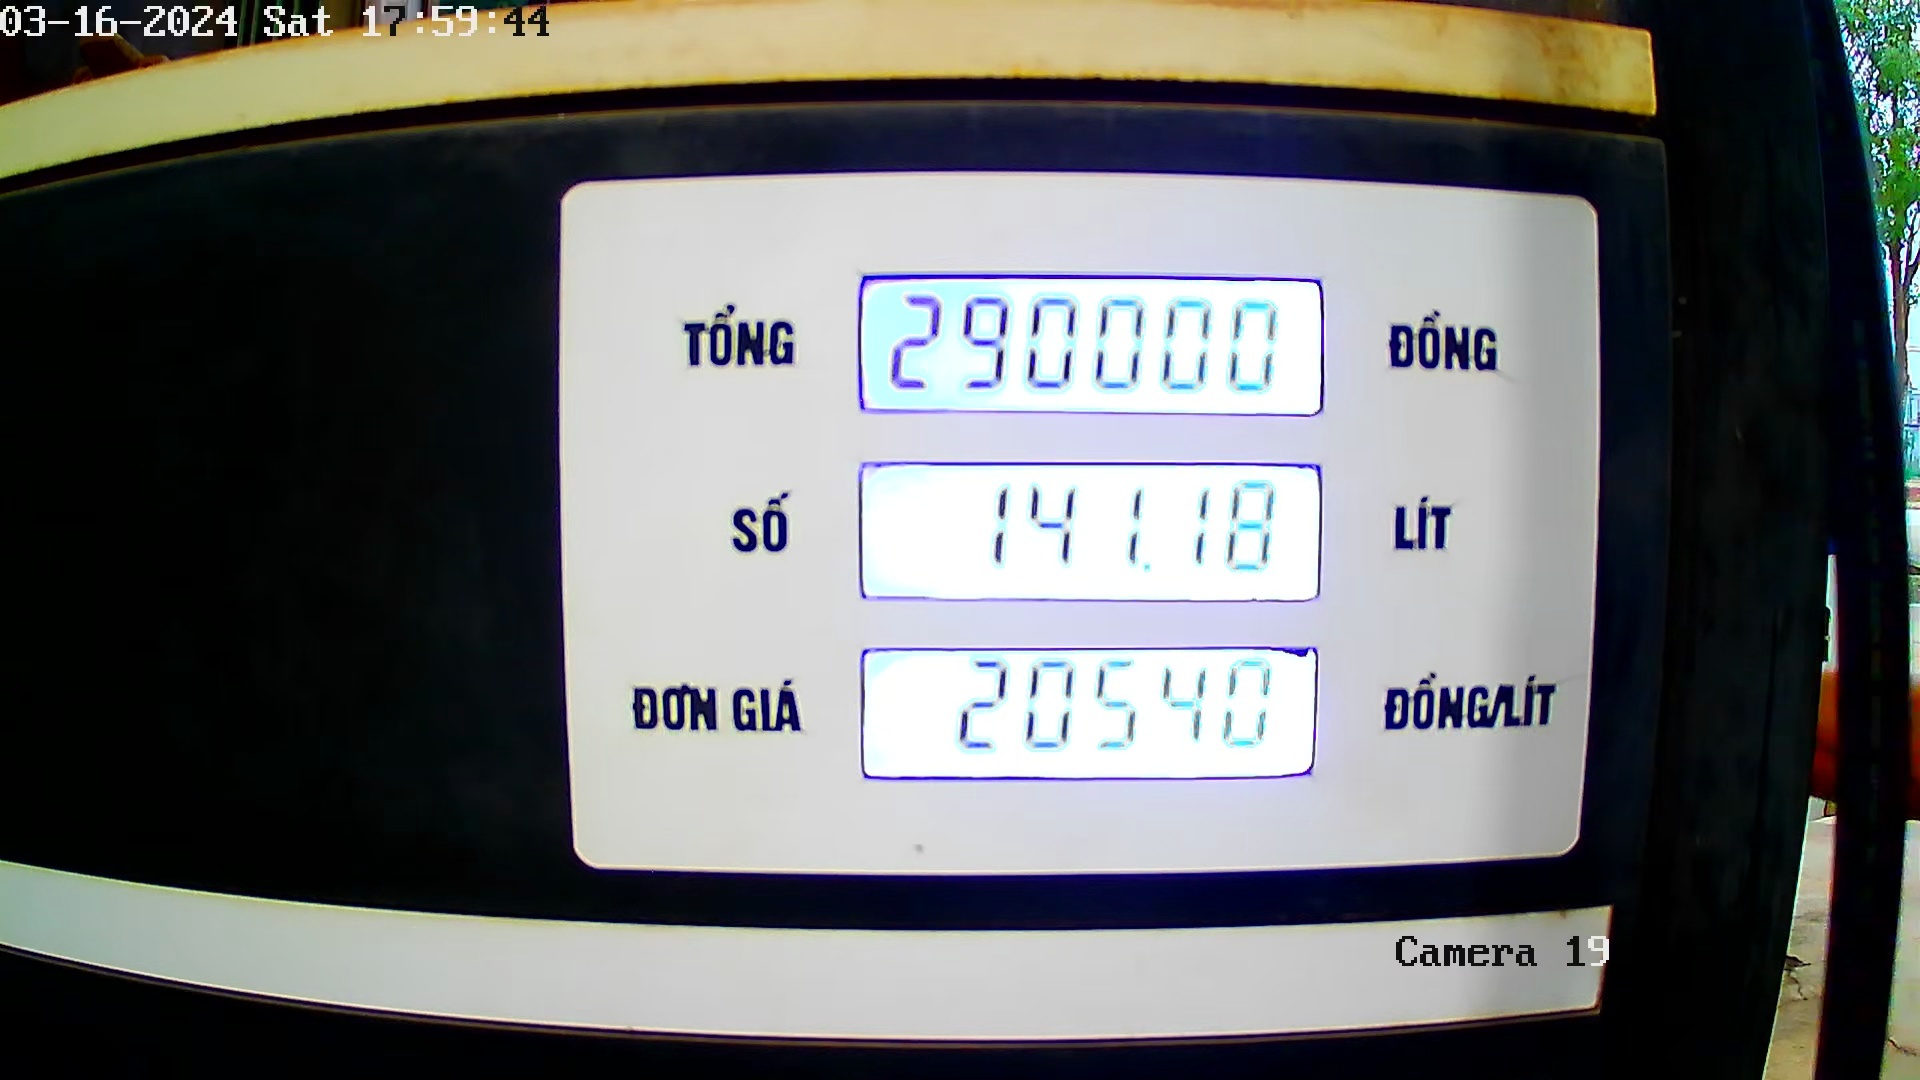 03-16-2024 Sat 17:59:44
TỔNG 290000 ĐỒNG
SỐ 141.18 LÍT
ĐƠN GIÁ 20540 ĐỒNG/LÍT
Camera 19